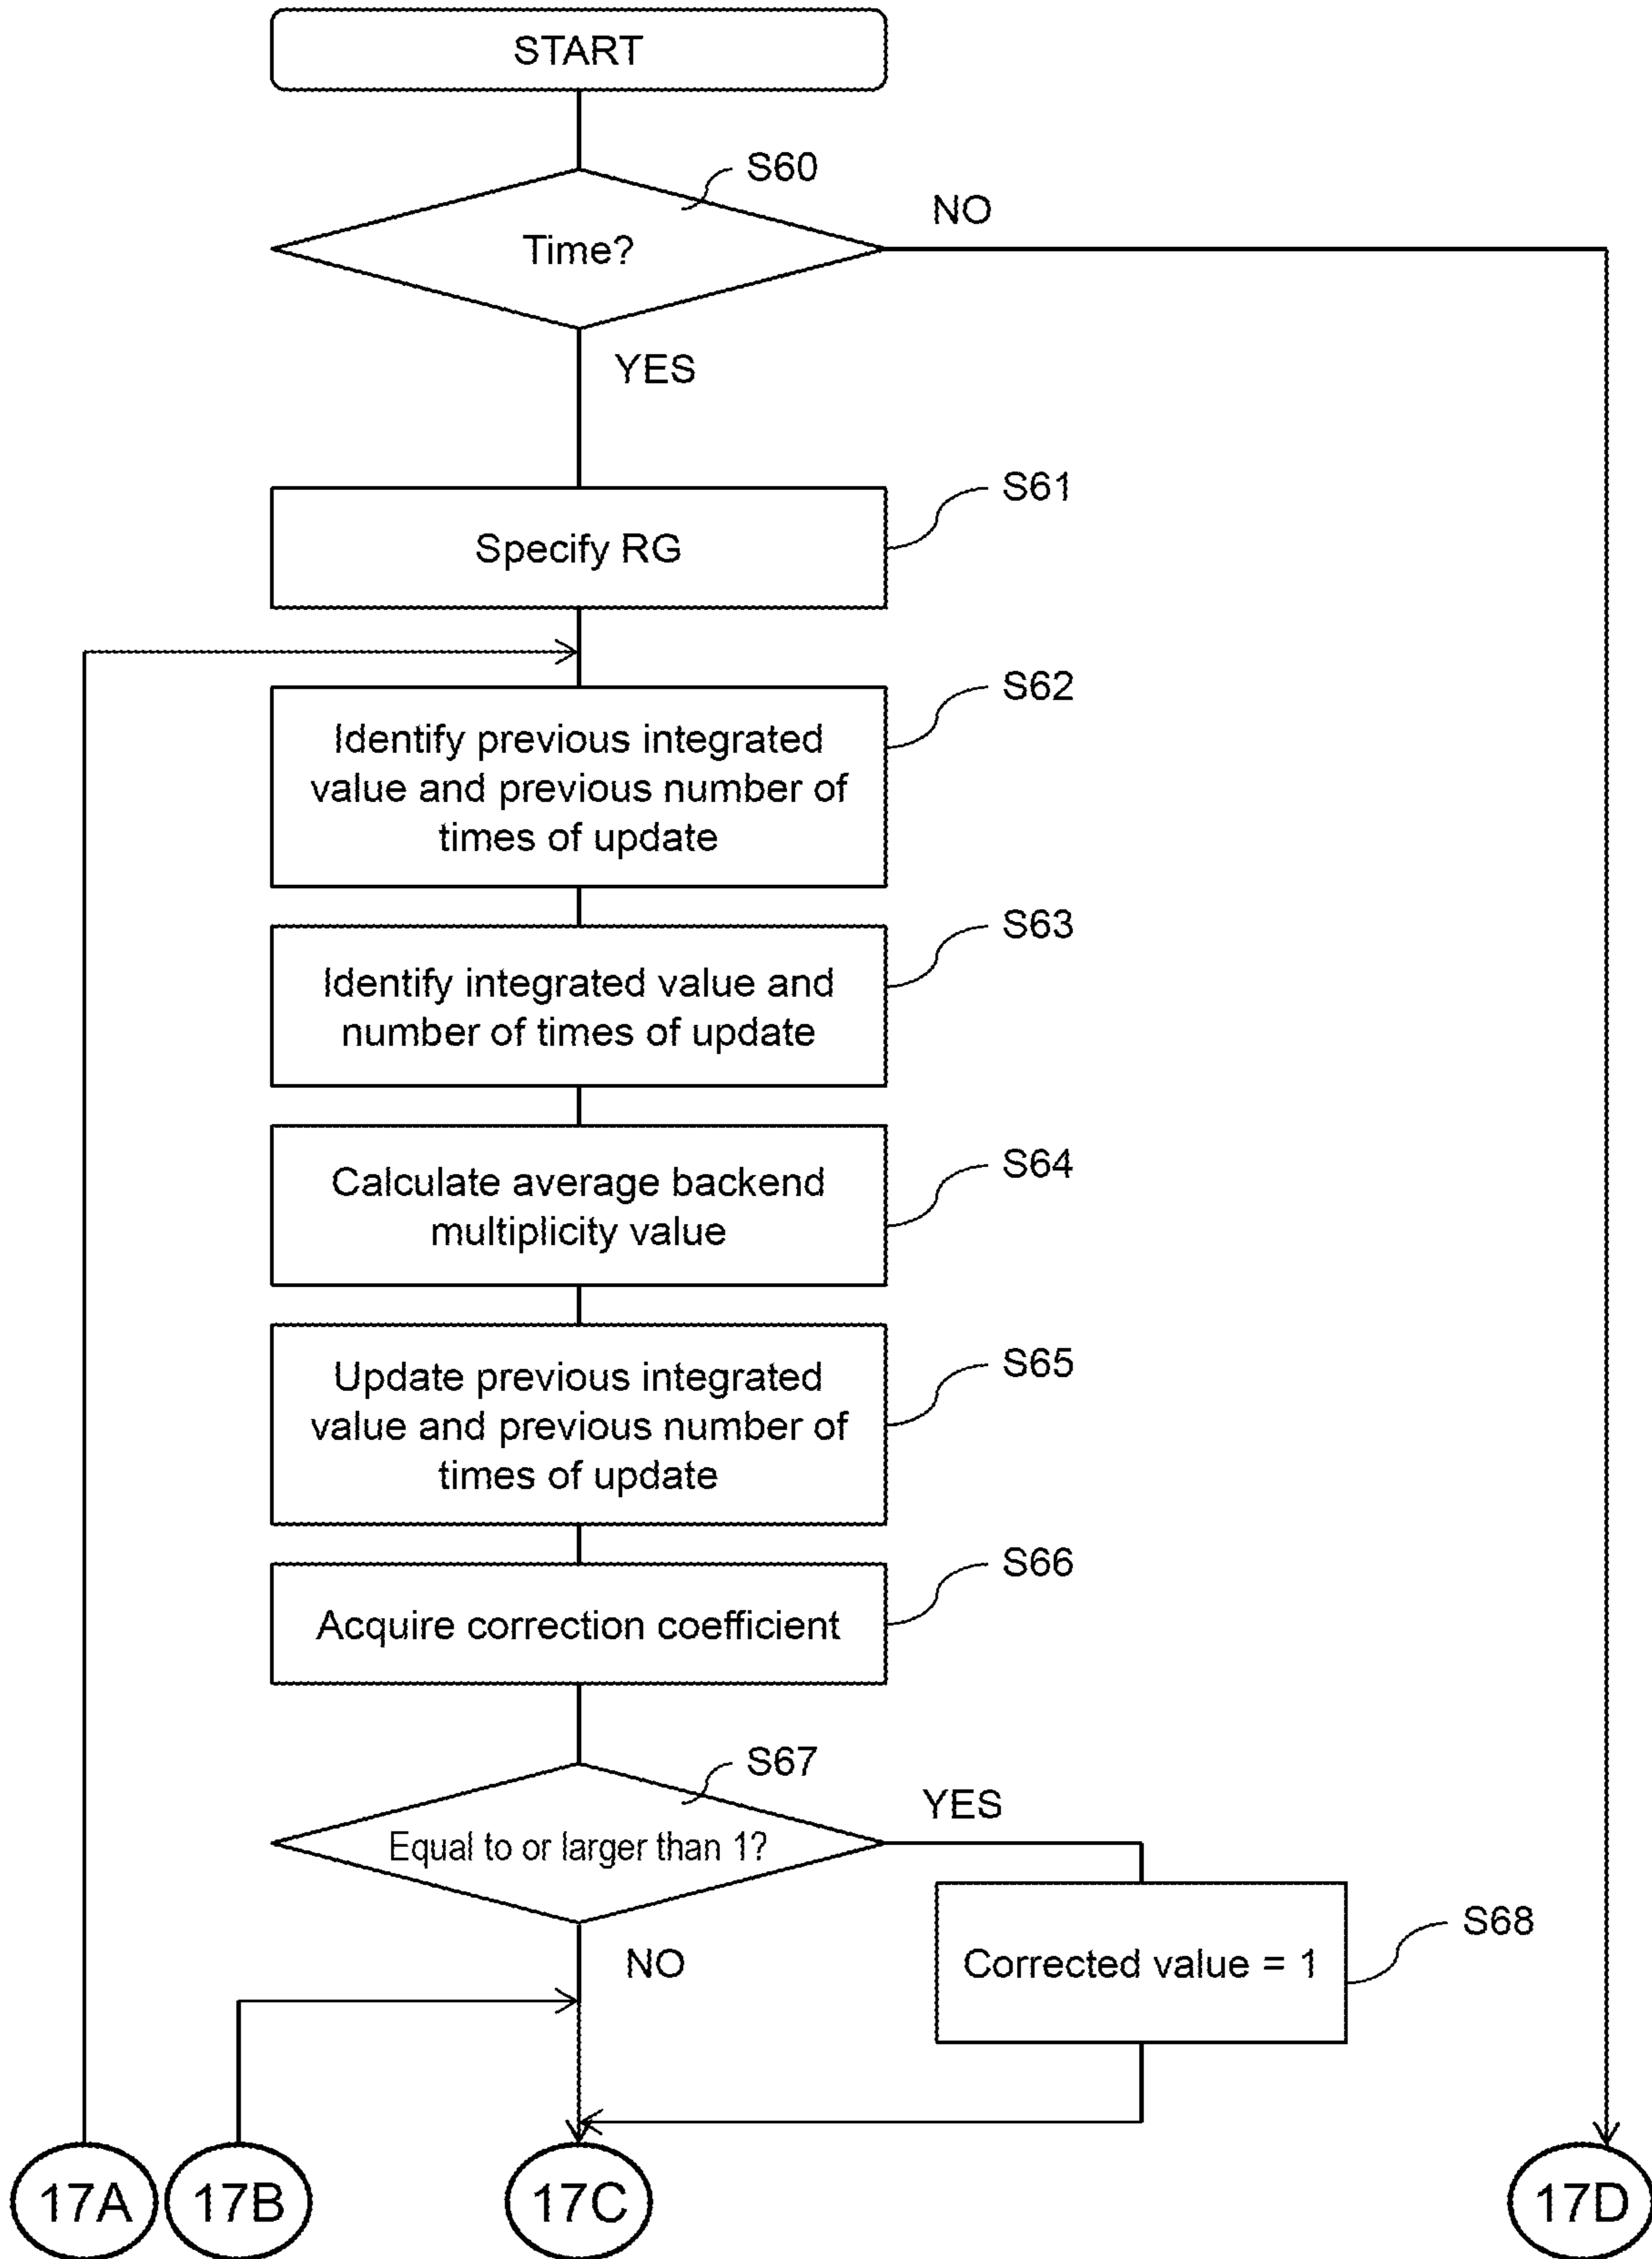 START
S60
NO
Time?
YES
S61
Specify RG
S62
Identify previous integrated
value and previous number of
times of update
S63
Identify integrated value and
number of times of update
S64
Calculate average backend
multiplicity value
S65
Update previous integrated
value and previous number of
times of update
S66
Acquire correction coefficient
S67
YES
Equal to or larger than 1?
S68
NO
Corrected value = 1
17A
17B
17C
17D